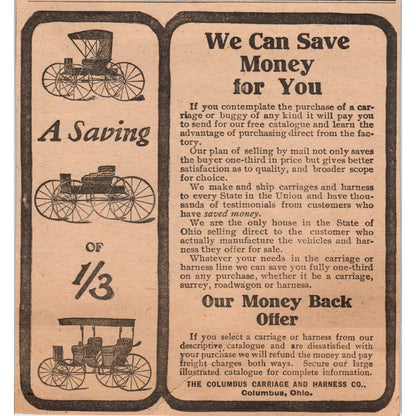 A Saving
OF
1/3
We Can Save
Money
for You
If you contemplate the purchase of a car-
riage or buggy of any kind it will pay you
to send for our free catalogue and learn the
advantage of purchasing direct from the fac-
tory.
Our plan of selling by mail not only saves
the buyer one-third in price but gives better
satisfaction as to quality, and broader scope
for choice.
We make and ship carriages and harness
to every State in the Union and have thou-
sands of testimonials from customers who
have saved money.
We are the only house in the State of
Ohio selling direct to the customer who
actually manufacture the vehicles and har-
ness they offer for sale.
Whatever your needs in the carriage or
harness line we can save you fully one-third
on any purchase, whether it be a carriage,
surrey, roadwagon or harness.
Our Money Back
Offer
If you select a carriage or harness from our
descriptive catalogue and are dissatisfied with
your purchase we will refund the money and pay
freight charges both ways. Secure our large
illustrated catalogue for complete information.
THE COLUMBUS CARRIAGE AND HARNESS CO.,
Columbus, Ohio.